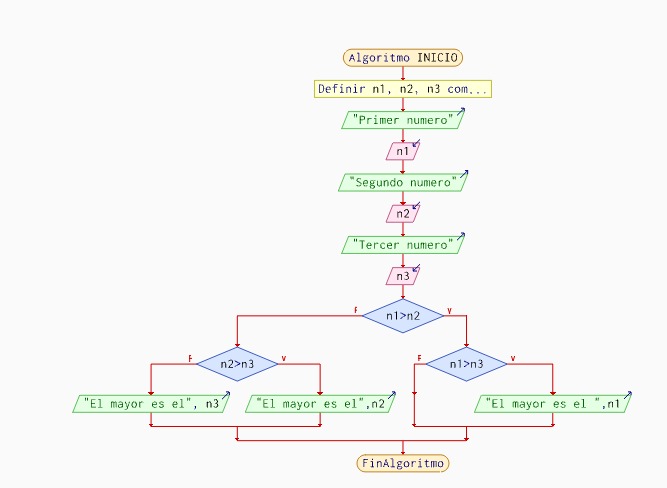 Algoritmo INICIO
Definir n1, n2, n3 com...
"Primer numero"
n1
"Segundo numero"
n2
"Tercer numero"
n3
F n1>n2 V
F n2>n3 V
F n1>n3 V
"El mayor es el", n3
"El mayor es el",n2
"El mayor es el ",n1
FinAlgoritmo